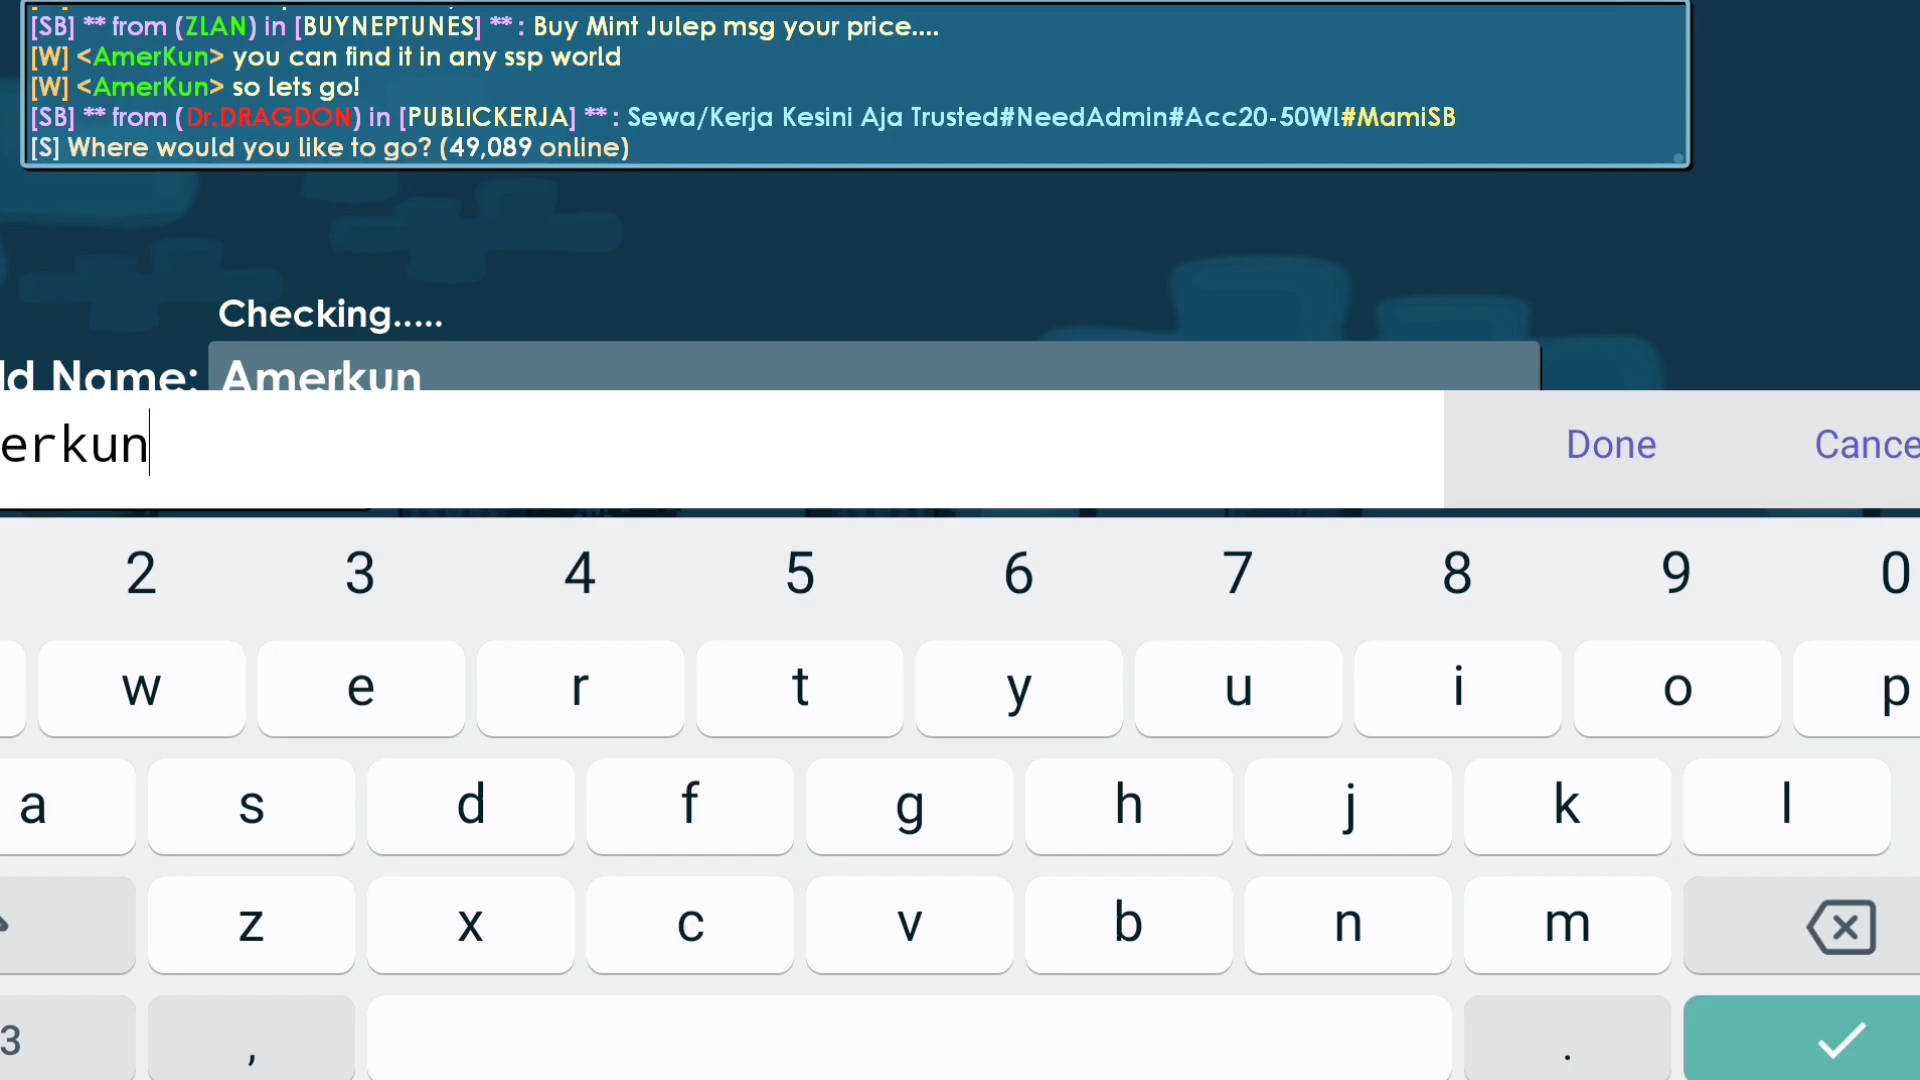 [SB] ** from (ZLAN) in [BUYNEPTUNES] ** : Buy Mint Julep msg your price....
[W] <AmerKun> you can find it in any ssp world
[W] <AmerKun> so lets go!
[SB] ** from (Dr.DRAGDON) in [PUBLICKERJA] ** : Sewa/Kerja Kesini Aja Trusted#NeedAdmin#Acc20-50Wl#MamiSB
[S] Where would you like to go? (49,089 online)
Checking.....
ld Name: Amerkun
erkun Done Cance
2 3 4 5 6 7 8 9 0
w e r t y u i o p
a s d f g h j k l
z x c v b n m
3 , .